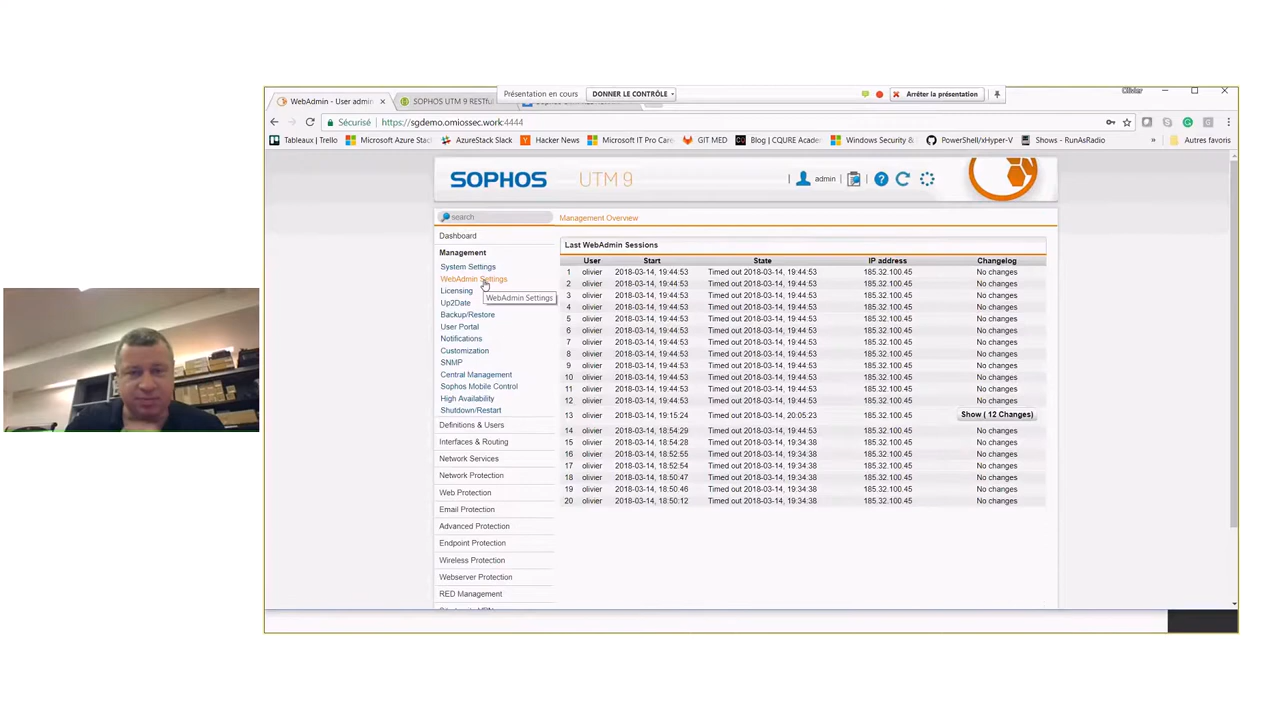 WebAdmin - User admin
SOPHOS UTM 9 RESTful
Présentation en cours
DONNER LE CONTRÔLE
Arrêter la présentation
Olivier
Sécurisé
https://sgdemo.omiossec.work:4444
Tableaux | Trello
Microsoft Azure Stac
AzureStack Slack
Hacker News
Microsoft IT Pro Care
GIT MED
Blog | CQURE Acade
Windows Security &
PowerShell/xHyper-V
Shows - RunAsRadio
»
Autres favoris
SOPHOS
UTM 9
admin
search
Management Overview
Dashboard
Management
System Settings
WebAdmin Settings
Licensing
WebAdmin Settings
Up2Date
Backup/Restore
User Portal
Notifications
Customization
SNMP
Central Management
Sophos Mobile Control
High Availability
Shutdown/Restart
Definitions & Users
Interfaces & Routing
Network Services
Network Protection
Web Protection
Email Protection
Advanced Protection
Endpoint Protection
Wireless Protection
Webserver Protection
RED Management
Last WebAdmin Sessions
User Start State IP address Changelog
1 olivier 2018-03-14, 19:44:53 Timed out 2018-03-14, 19:44:53 185.32.100.45 No changes
2 olivier 2018-03-14, 19:44:53 Timed out 2018-03-14, 19:44:53 185.32.100.45 No changes
3 olivier 2018-03-14, 19:44:53 Timed out 2018-03-14, 19:44:53 185.32.100.45 No changes
4 olivier 2018-03-14, 19:44:53 Timed out 2018-03-14, 19:44:53 185.32.100.45 No changes
5 olivier 2018-03-14, 19:44:53 Timed out 2018-03-14, 19:44:53 185.32.100.45 No changes
6 olivier 2018-03-14, 19:44:53 Timed out 2018-03-14, 19:44:53 185.32.100.45 No changes
7 olivier 2018-03-14, 19:44:53 Timed out 2018-03-14, 19:44:53 185.32.100.45 No changes
8 olivier 2018-03-14, 19:44:53 Timed out 2018-03-14, 19:44:53 185.32.100.45 No changes
9 olivier 2018-03-14, 19:44:53 Timed out 2018-03-14, 19:44:53 185.32.100.45 No changes
10 olivier 2018-03-14, 19:44:53 Timed out 2018-03-14, 19:44:53 185.32.100.45 No changes
11 olivier 2018-03-14, 19:44:53 Timed out 2018-03-14, 19:44:53 185.32.100.45 No changes
12 olivier 2018-03-14, 19:44:53 Timed out 2018-03-14, 19:44:53 185.32.100.45 No changes
13 olivier 2018-03-14, 19:15:24 Timed out 2018-03-14, 20:05:23 185.32.100.45 Show ( 12 Changes)
14 olivier 2018-03-14, 18:54:29 Timed out 2018-03-14, 19:44:53 185.32.100.45 No changes
15 olivier 2018-03-14, 18:54:28 Timed out 2018-03-14, 19:34:38 185.32.100.45 No changes
16 olivier 2018-03-14, 18:52:55 Timed out 2018-03-14, 19:34:38 185.32.100.45 No changes
17 olivier 2018-03-14, 18:52:54 Timed out 2018-03-14, 19:34:38 185.32.100.45 No changes
18 olivier 2018-03-14, 18:50:47 Timed out 2018-03-14, 19:34:38 185.32.100.45 No changes
19 olivier 2018-03-14, 18:50:46 Timed out 2018-03-14, 19:34:38 185.32.100.45 No changes
20 olivier 2018-03-14, 18:50:12 Timed out 2018-03-14, 19:34:38 185.32.100.45 No changes